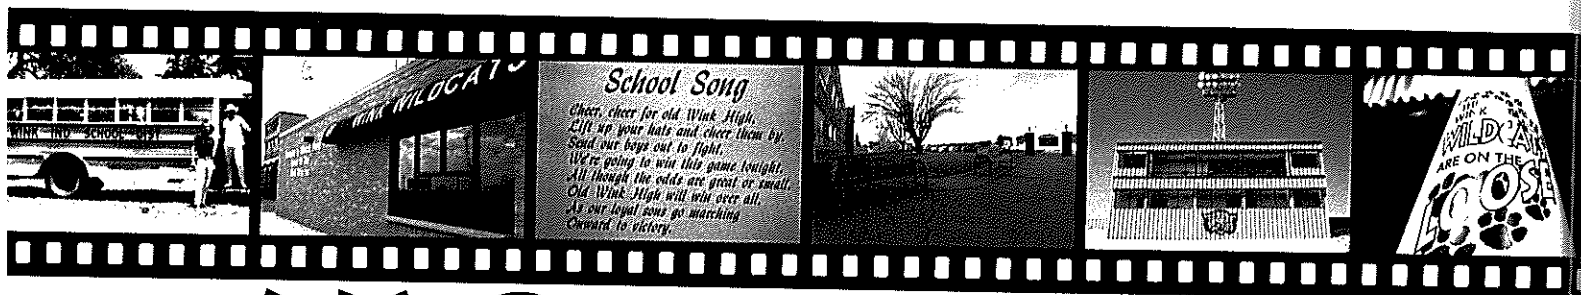 WINK IND SCHOOL DIST
WINK WILDCATS
School Song
Cheer, cheer for old Wink High,
Lift up your hats and cheer them by.
Send our boys out to fight,
We're going to win this game tonight.
All though the odds are great or small,
Old Wink High will win over all,
As our loyal sons go marching
Onward to victory.
THE
WINK
WILDCATS
ARE ON THE
LOOSE